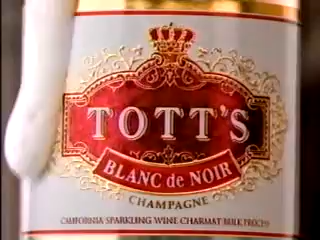 TOTT'S
BLANC de NOIR
CHAMPAGNE
CALIFORNIA SPARKLING WINE-CHARMAT BULK PROCESS